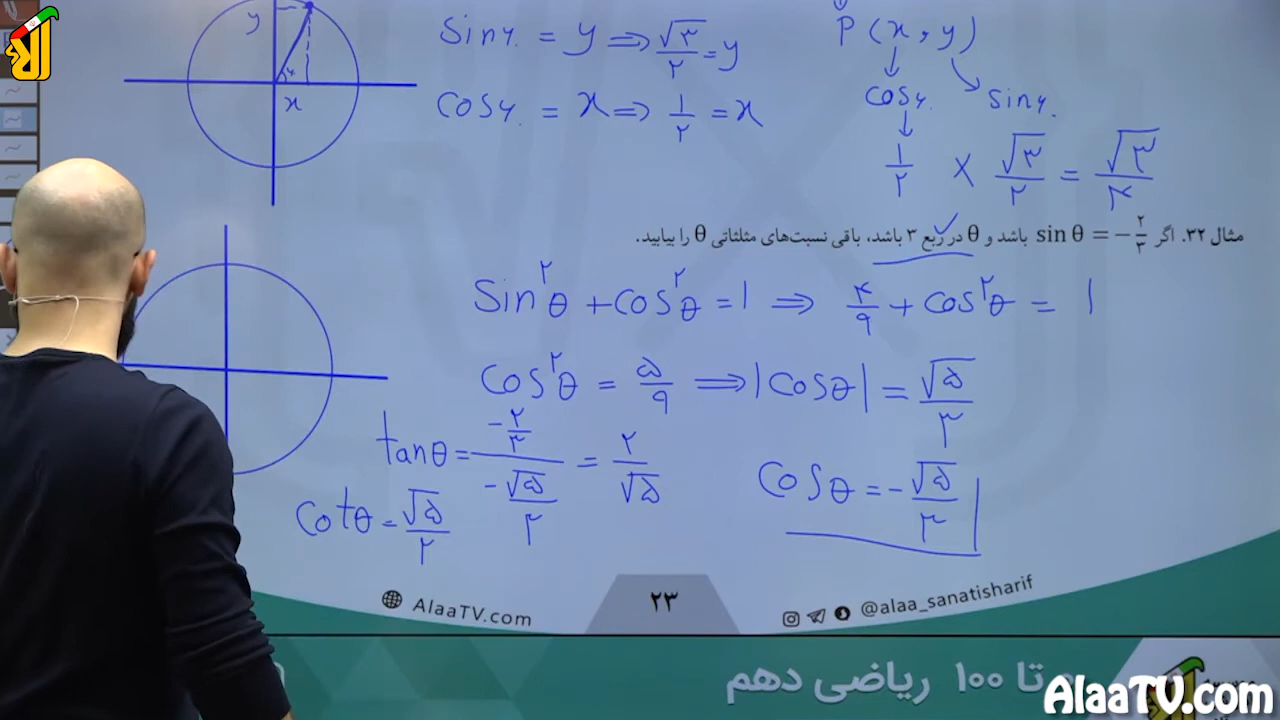 y
x
۶۰
Sin۶۰ = y ⟹ √۳/۲ = y
Cos۶۰ = x ⟹ ۱/۲ = x
P(x, y)
Cos۶۰ Sin۶۰
۱/۲ × √۳/۲ = √۳/۴
مثال ۳۲. اگر sin θ = −۲/۳ باشد و θ در ربع ۳ باشد، باقی نسبت‌های مثلثاتی θ را بیابید.
Sin²θ + Cos²θ = ۱ ⟹ ۴/۹ + Cos²θ = ۱
Cos²θ = ۵/۹ ⟹ |Cosθ| = √۵/۳
tanθ = (−۲/۳)/(−√۵/۳) = ۲/√۵
Cosθ = −√۵/۳
Cotθ = √۵/۲
AlaaTV.com
۲۳
@alaa_sanatisharif
تا ۱۰۰ ریاضی دهم
AlaaTV.com